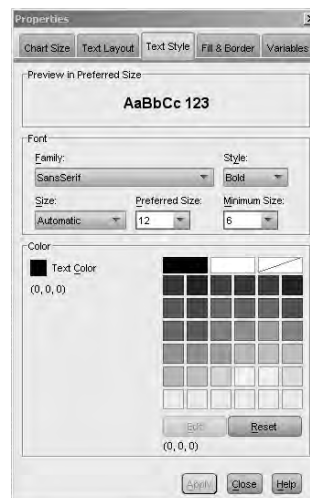 Properties
Chart Size Text Layout Text Style Fill & Border Variables
Preview in Preferred Size
AaBbCc 123
Font
Family: Style:
SansSerif Bold
Size: Preferred Size: Minimum Size:
Automatic 12 6
Color
Text Color
(0, 0, 0)
Edit Reset
(0, 0, 0)
Apply Close Help